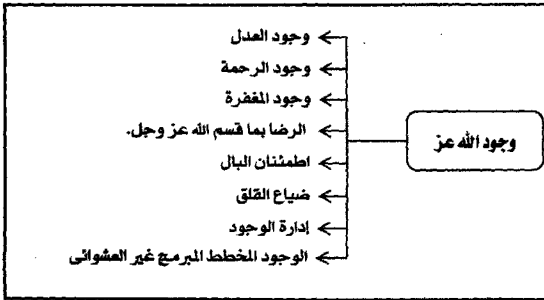 وجود الله عز
وجود العدل
وجود الرحمة
وجود المغفرة
الرضا بما قسم الله عز وجل.
اطمئنان البال
ضياع القلق
إدارة الوجود
الوجود المخطط المبرمج غير العشوائى